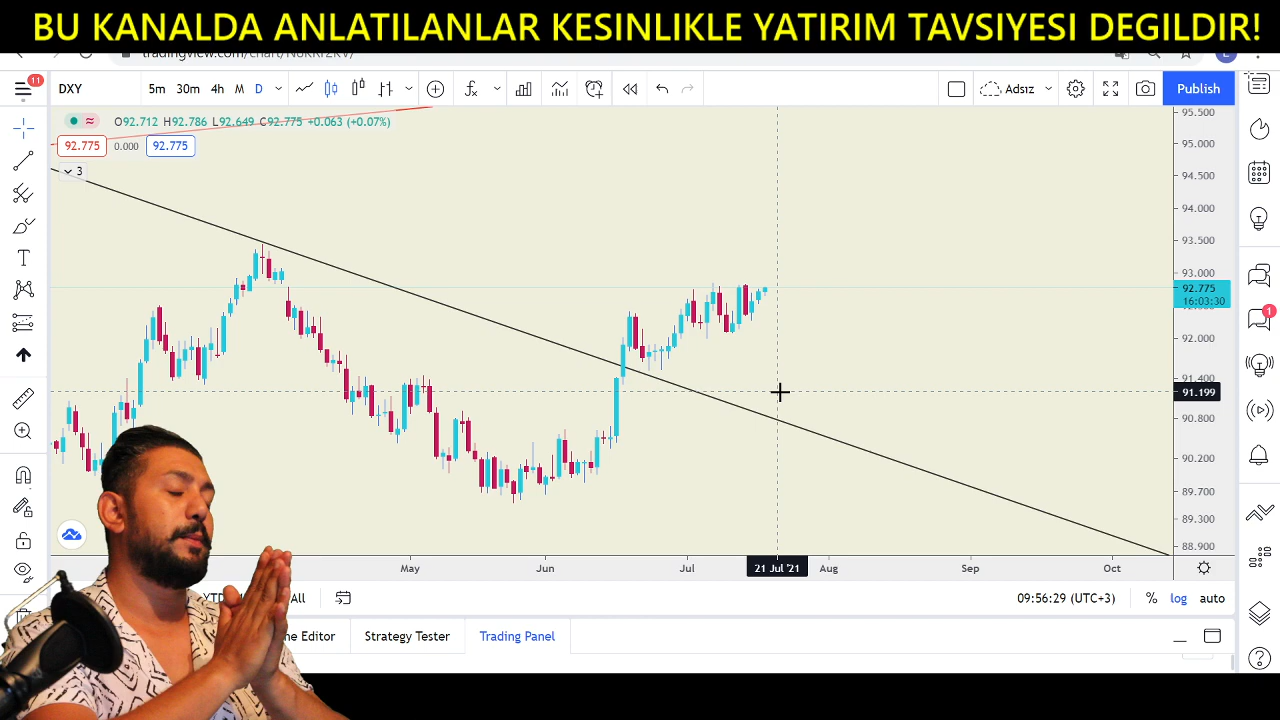 BU KANALDA ANLATILANLAR KESINLIKLE YATIRIM TAVSIYESI DEGILDIR!
11
DXY
5m 30m 4h M D
Adsız
Publish
O92.712 H92.786 L92.649 C92.775 +0.063 (+0.07%)
92.775 0.000 92.775
3
95.500
95.000
94.500
94.000
93.500
93.000
92.775
16:03:30
92.000
91.400
91.199
90.800
90.200
89.700
89.300
88.900
1
May Jun Jul 21 Jul '21 Aug Sep Oct
YTD All
09:56:29 (UTC+3) % log auto
Editor Strategy Tester Trading Panel